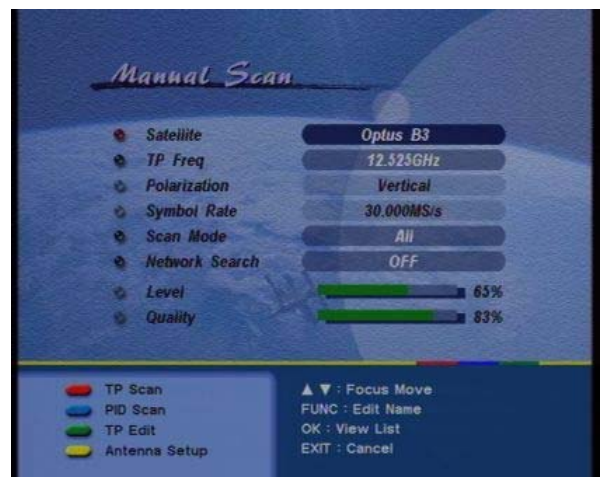 Manual Scan
Satellite Optus B3
TP Freq 12.525GHz
Polarization Vertical
Symbol Rate 30.000MS/s
Scan Mode All
Network Search OFF
Level 65%
Quality 83%
TP Scan
PID Scan
TP Edit
Antenna Setup
▲ ▼ : Focus Move
FUNC : Edit Name
OK : View List
EXIT : Cancel